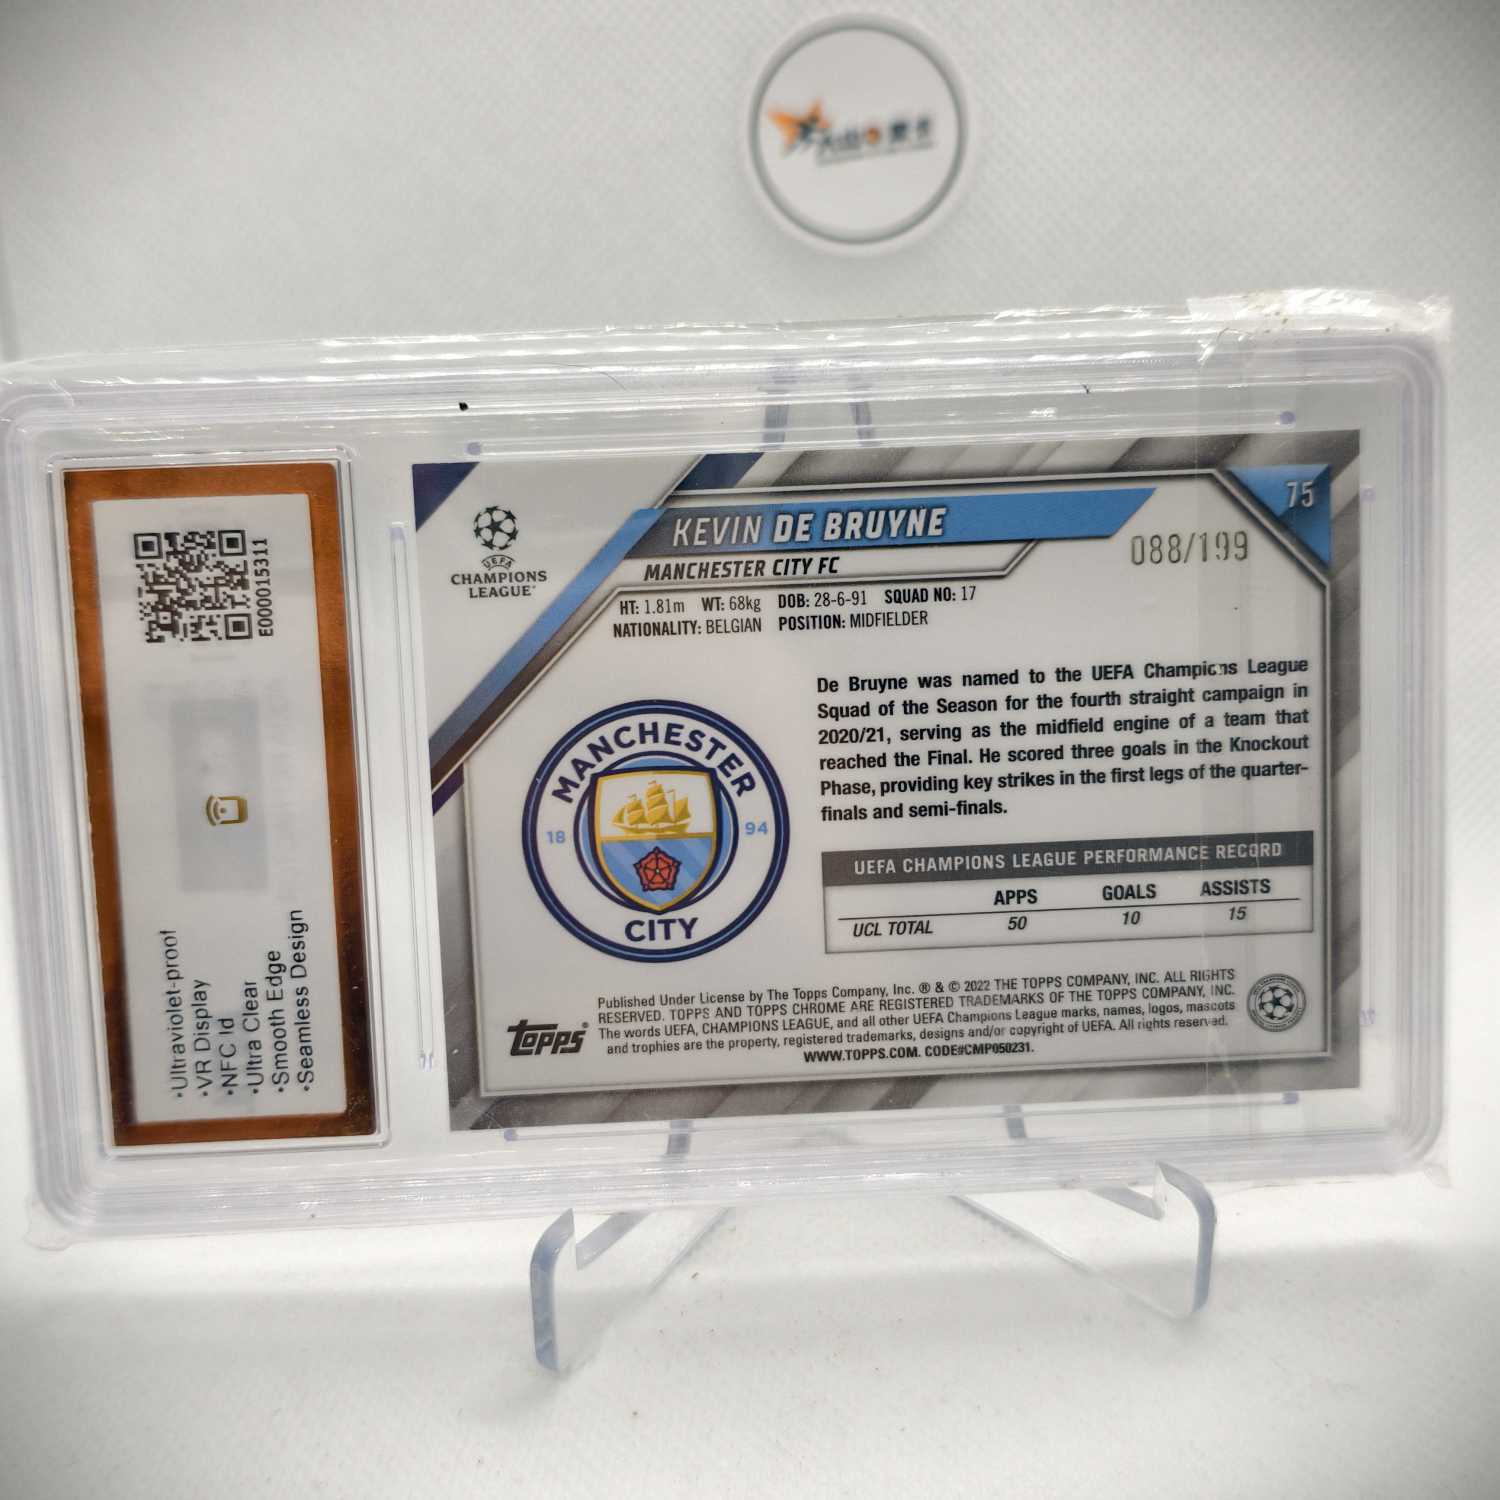 E000015311
•Ultraviolet-proof
•VR Display
•NFC Id
•Ultra Clear
•Smooth Edge
•Seamless Design
UEFA
CHAMPIONS
LEAGUE
75
KEVIN DE BRUYNE
088/199
MANCHESTER CITY FC
HT: 1.81m WT: 68kg DOB: 28-6-91 SQUAD NO: 17
NATIONALITY: BELGIAN POSITION: MIDFIELDER
MANCHESTER
18 94
CITY
De Bruyne was named to the UEFA Champions League
Squad of the Season for the fourth straight campaign in
2020/21, serving as the midfield engine of a team that
reached the Final. He scored three goals in the Knockout
Phase, providing key strikes in the first legs of the quarter-
finals and semi-finals.
UEFA CHAMPIONS LEAGUE PERFORMANCE RECORD
APPS GOALS ASSISTS
UCL TOTAL 50 10 15
Topps®
Published Under License by The Topps Company, Inc. ® & © 2022 THE TOPPS COMPANY, INC. ALL RIGHTS
RESERVED. TOPPS AND TOPPS CHROME ARE REGISTERED TRADEMARKS OF THE TOPPS COMPANY, INC.
The words UEFA, CHAMPIONS LEAGUE, and all other UEFA Champions League marks, names, logos, mascots
and trophies are the property, registered trademarks, designs and/or copyright of UEFA. All rights reserved.
WWW.TOPPS.COM. CODE#CMP050231.